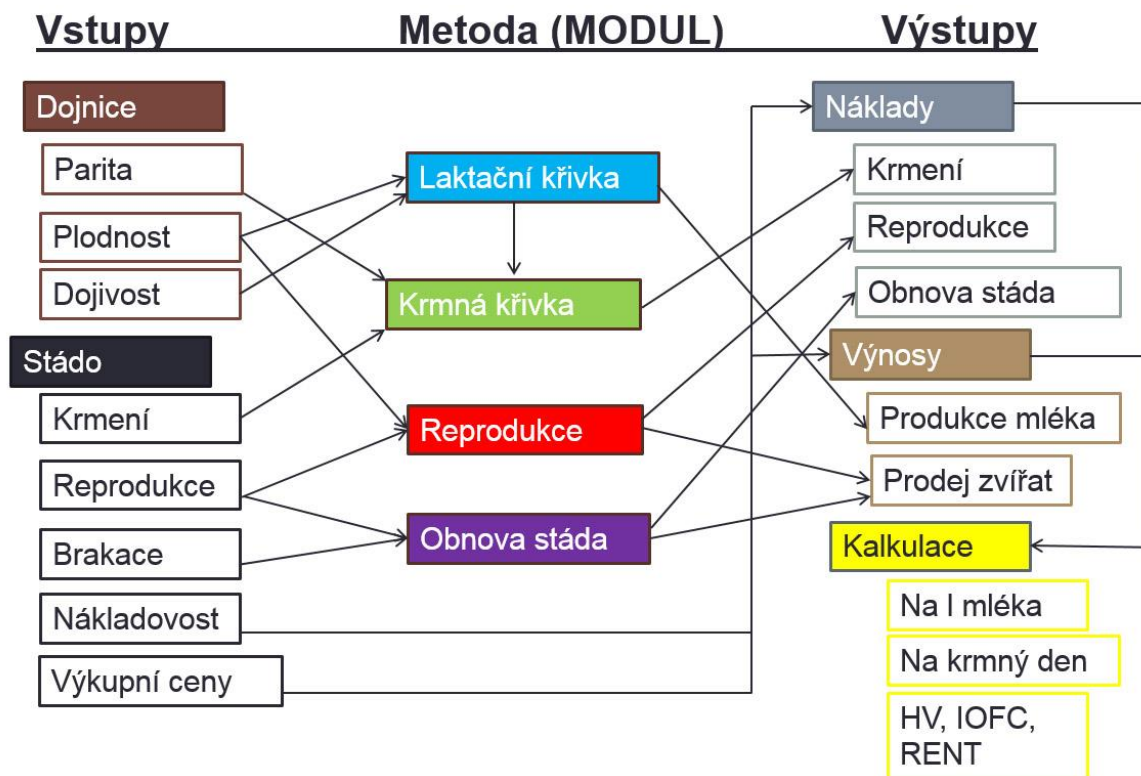 Vstupy Metoda (MODUL) Výstupy
Dojnice
Parita
Plodnost
Dojivost
Stádo
Krmení
Reprodukce
Brakace
Nákladovost
Výkupní ceny
Laktační křivka
Krmná křivka
Reprodukce
Obnova stáda
Náklady
Krmení
Reprodukce
Obnova stáda
Výnosy
Produkce mléka
Prodej zvířat
Kalkulace
Na l mléka
Na krmný den
HV, IOFC,
RENT